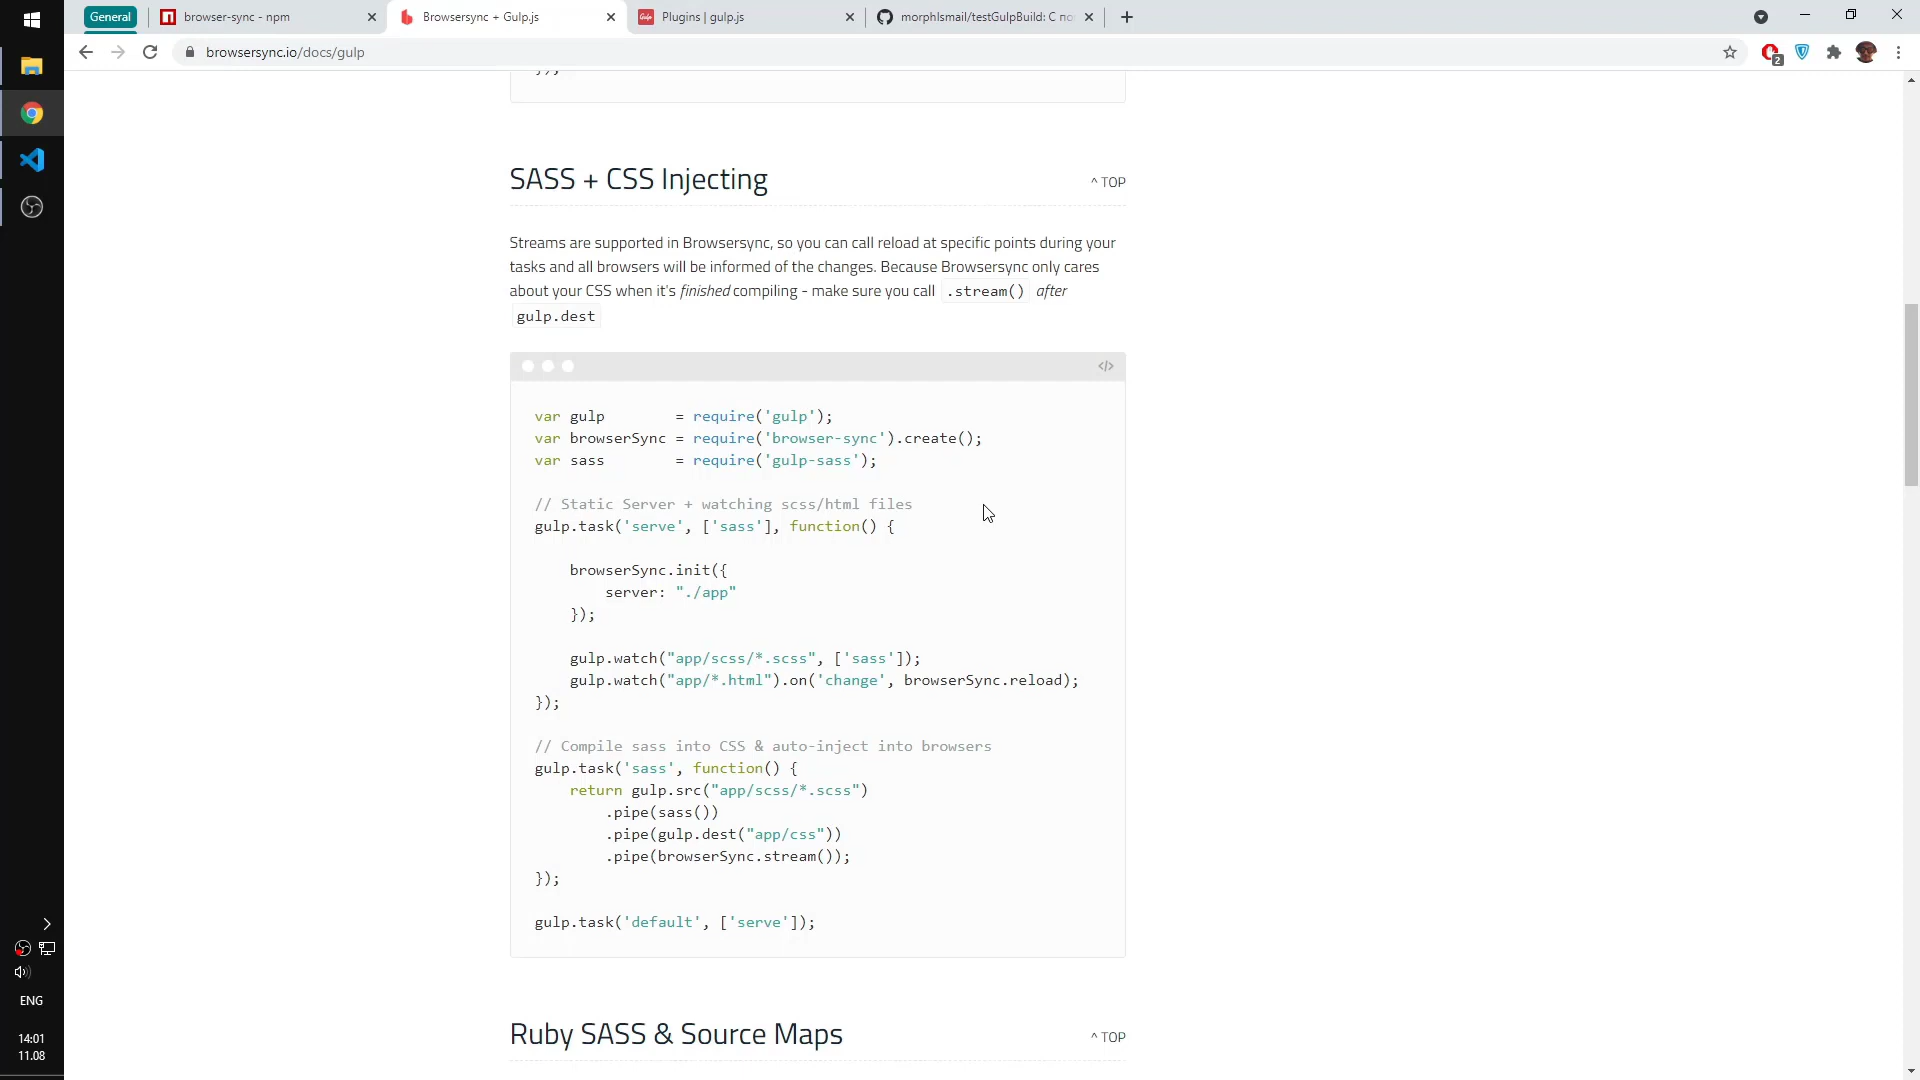 General
browser-sync - npm
Browsersync + Gulp.js
Plugins | gulp.js
morphIsmail/testGulpBuild: С по
browsersync.io/docs/gulp
2
});
SASS + CSS Injecting
^ TOP
Streams are supported in Browsersync, so you can call reload at specific points during your
tasks and all browsers will be informed of the changes. Because Browsersync only cares
about your CSS when it's finished compiling - make sure you call .stream() after
gulp.dest
</>
var gulp        = require('gulp');
var browserSync = require('browser-sync').create();
var sass        = require('gulp-sass');
// Static Server + watching scss/html files
gulp.task('serve', ['sass'], function() {
    browserSync.init({
        server: "./app"
    });
    gulp.watch("app/scss/*.scss", ['sass']);
    gulp.watch("app/*.html").on('change', browserSync.reload);
});
// Compile sass into CSS & auto-inject into browsers
gulp.task('sass', function() {
    return gulp.src("app/scss/*.scss")
        .pipe(sass())
        .pipe(gulp.dest("app/css"))
        .pipe(browserSync.stream());
});
gulp.task('default', ['serve']);
Ruby SASS & Source Maps
^ TOP
ENG
14:01
11.08